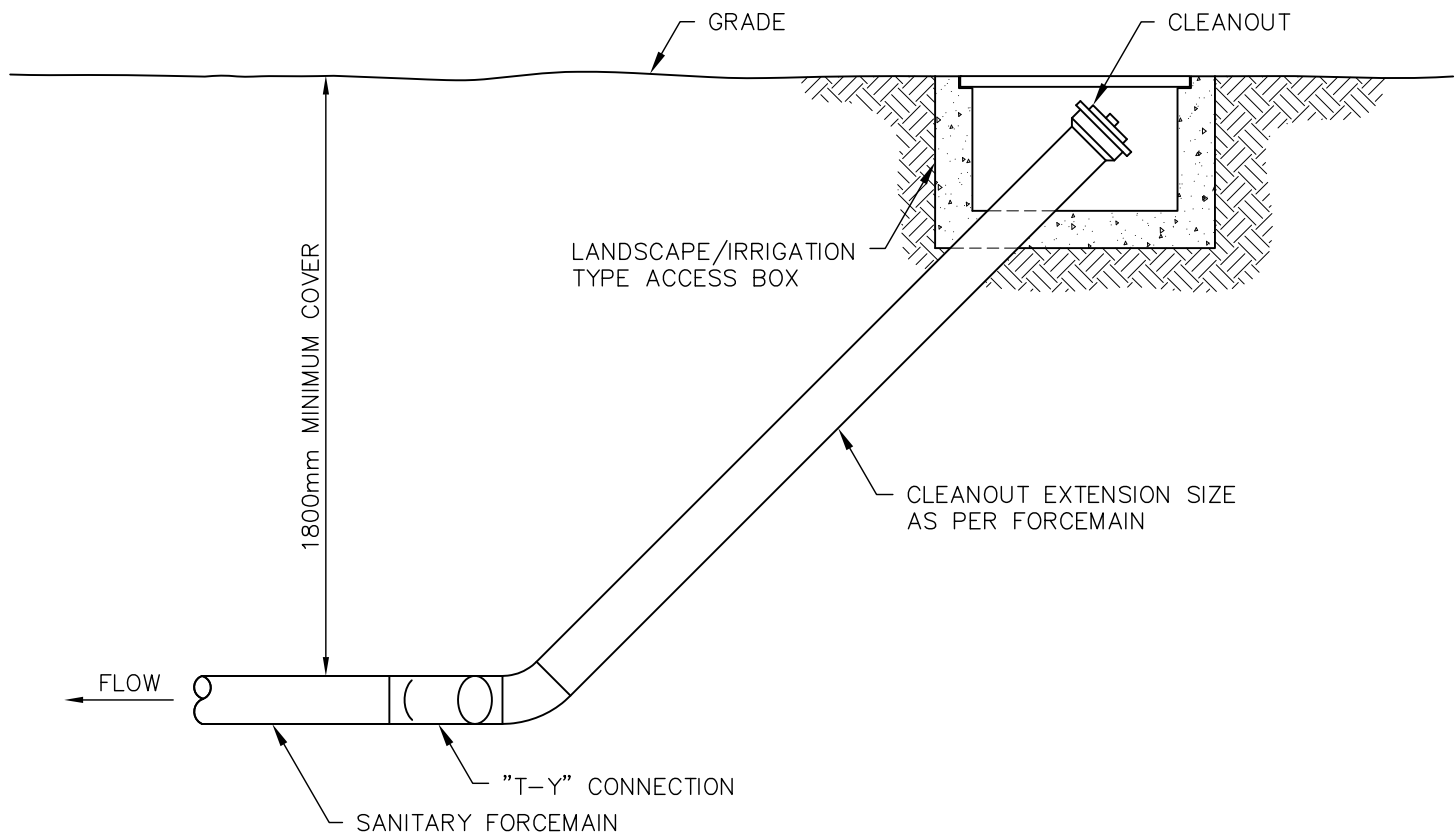 GRADE
CLEANOUT
LANDSCAPE/IRRIGATION
TYPE ACCESS BOX
1800mm MINIMUM COVER
CLEANOUT EXTENSION SIZE
AS PER FORCEMAIN
FLOW
"T-Y" CONNECTION
SANITARY FORCEMAIN